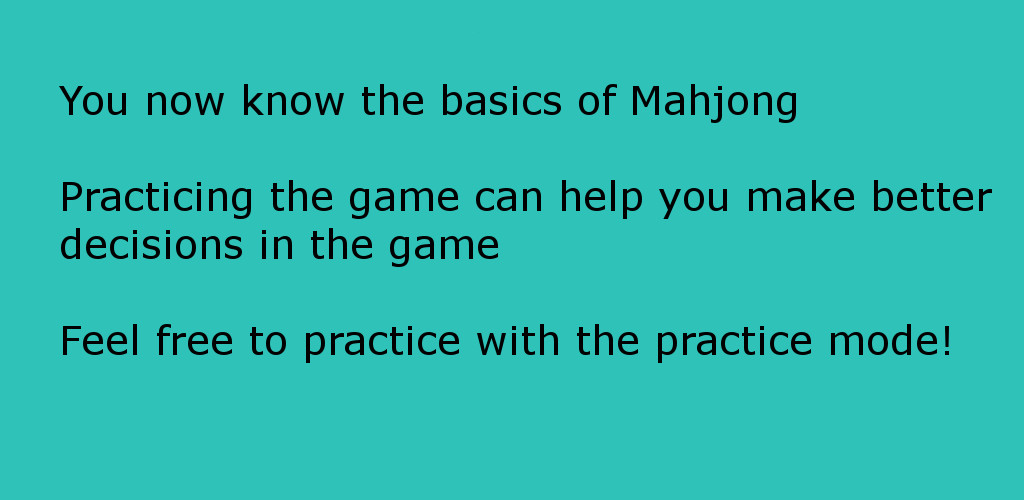 You now know the basics of Mahjong
Practicing the game can help you make better
decisions in the game
Feel free to practice with the practice mode!